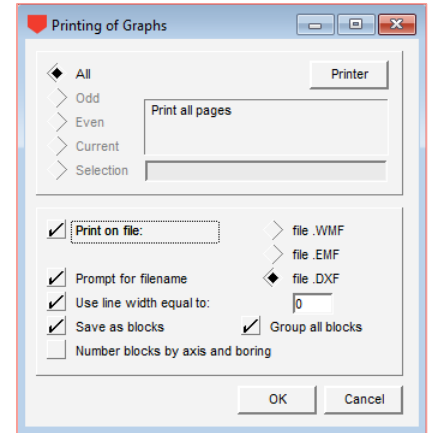 Printing of Graphs
All
Printer
Odd
Print all pages
Even
Current
Selection
Print on file:
file .WMF
file .EMF
Prompt for filename
file .DXF
Use line width equal to:
0
Save as blocks
Group all blocks
Number blocks by axis and boring
OK
Cancel